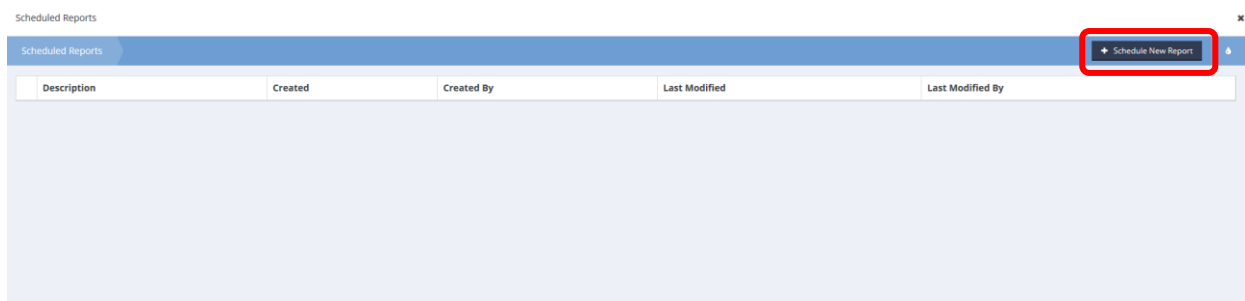 Scheduled Reports
Scheduled Reports
Schedule New Report
Description Created Created By Last Modified Last Modified By